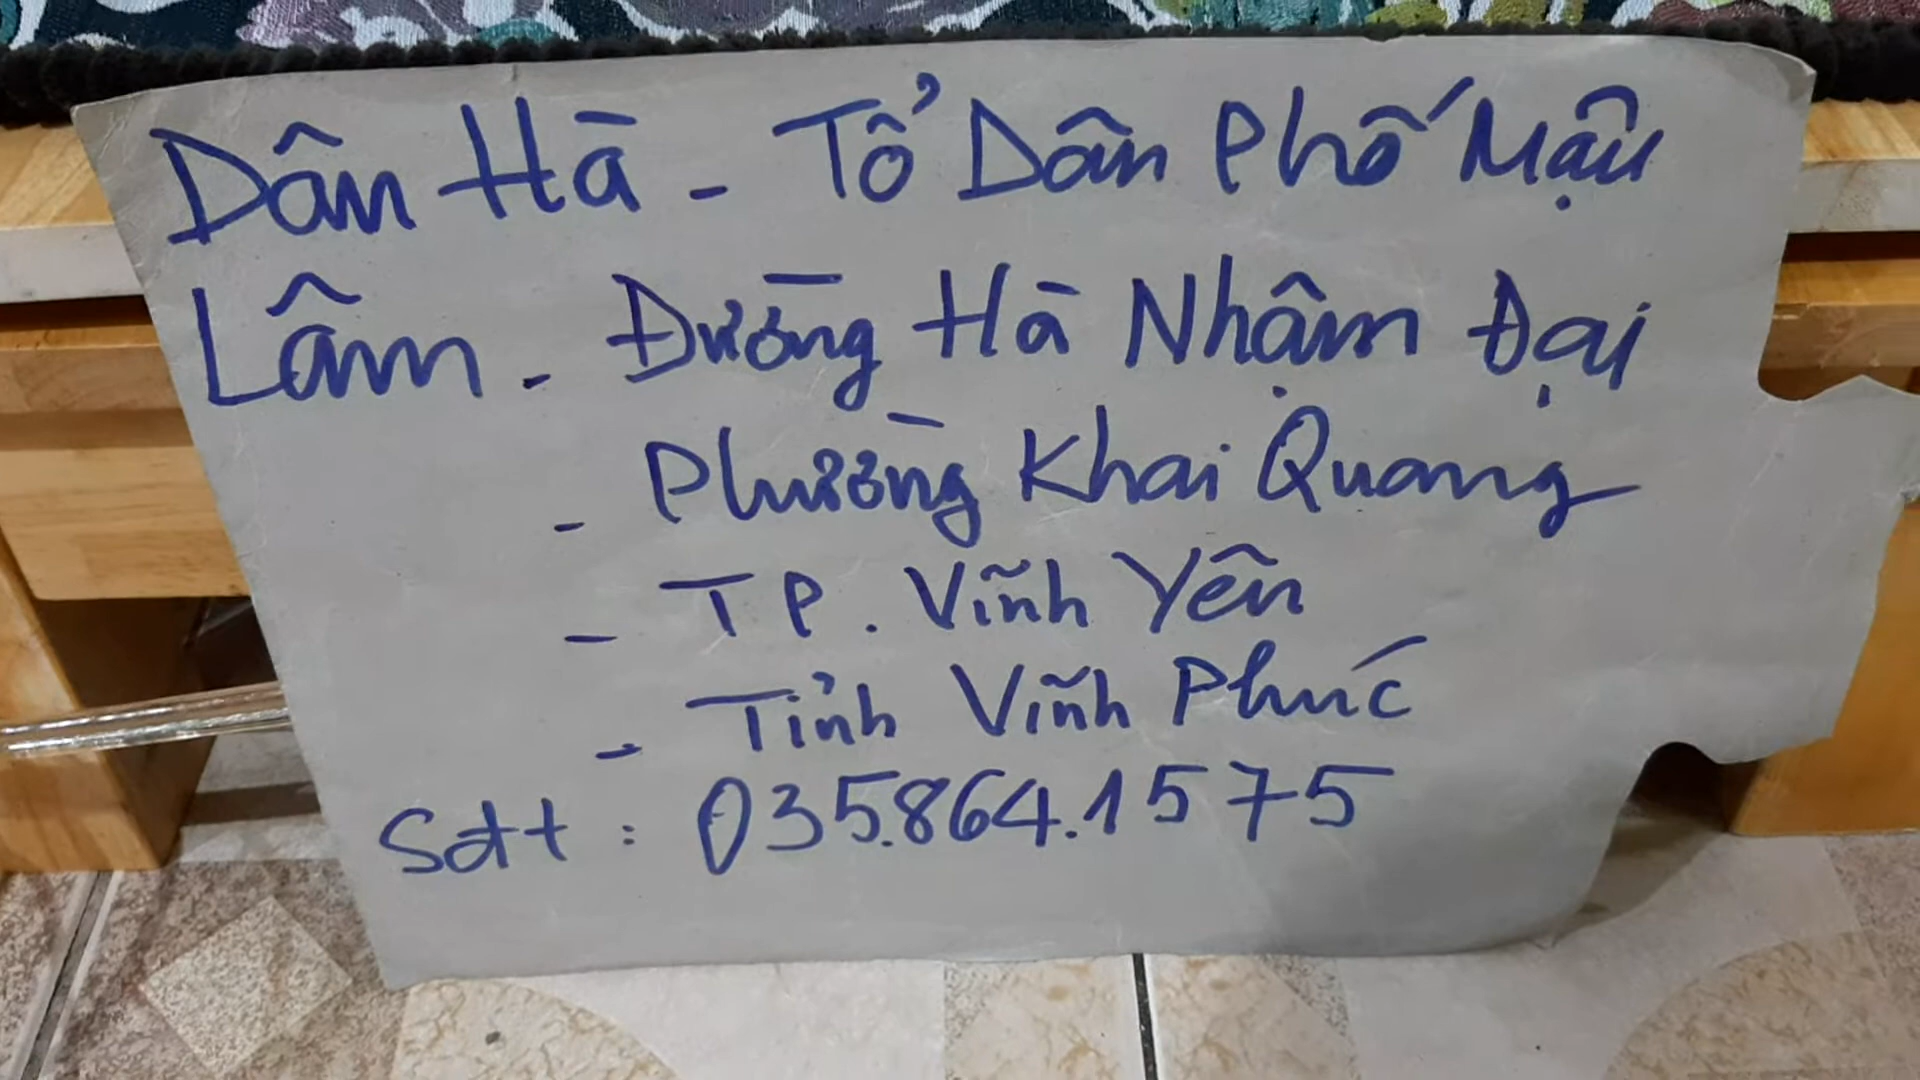 Dân Hà - Tổ Dân Phố Mậu
Lâm - Đường Hà Nhậm Đại
- Phường Khai Quang
- TP. Vĩnh Yên
- Tỉnh Vĩnh Phúc
Sđt : 035.864.1575